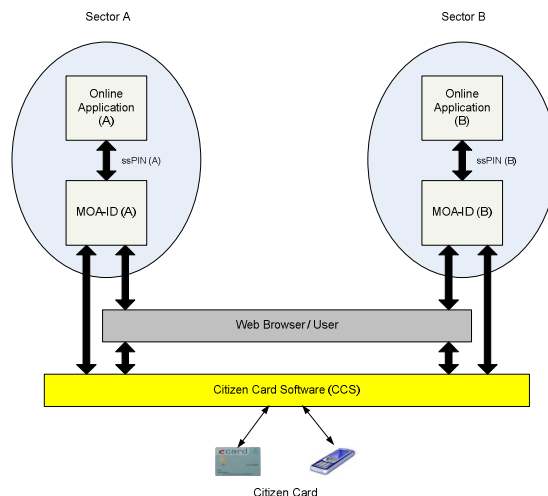 Sector A
Sector B
Online
Application
(A)
Online
Application
(B)
ssPIN (A)
ssPIN (B)
MOA-ID (A)
MOA-ID (B)
Web Browser / User
Citizen Card Software (CCS)
ecard
Citizen Card